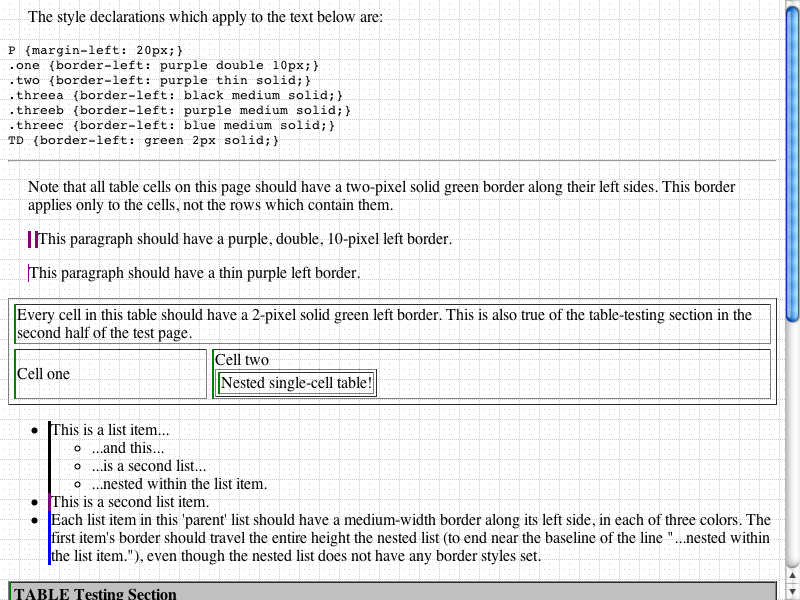 The style declarations which apply to the text below are:
P {margin-left: 20px;}
.one {border-left: purple double 10px;}
.two {border-left: purple thin solid;}
.threea {border-left: black medium solid;}
.threeb {border-left: purple medium solid;}
.threec {border-left: blue medium solid;}
TD {border-left: green 2px solid;}
Note that all table cells on this page should have a two-pixel solid green border along their left sides. This border
applies only to the cells, not the rows which contain them.
This paragraph should have a purple, double, 10-pixel left border.
This paragraph should have a thin purple left border.
Every cell in this table should have a 2-pixel solid green left border. This is also true of the table-testing section in the
second half of the test page.
Cell one
Cell two
Nested single-cell table!
This is a list item...
...and this...
...is a second list...
...nested within the list item.
This is a second list item.
Each list item in this 'parent' list should have a medium-width border along its left side, in each of three colors. The
first item's border should travel the entire height the nested list (to end near the baseline of the line "...nested within
the list item."), even though the nested list does not have any border styles set.
TABLE Testing Section